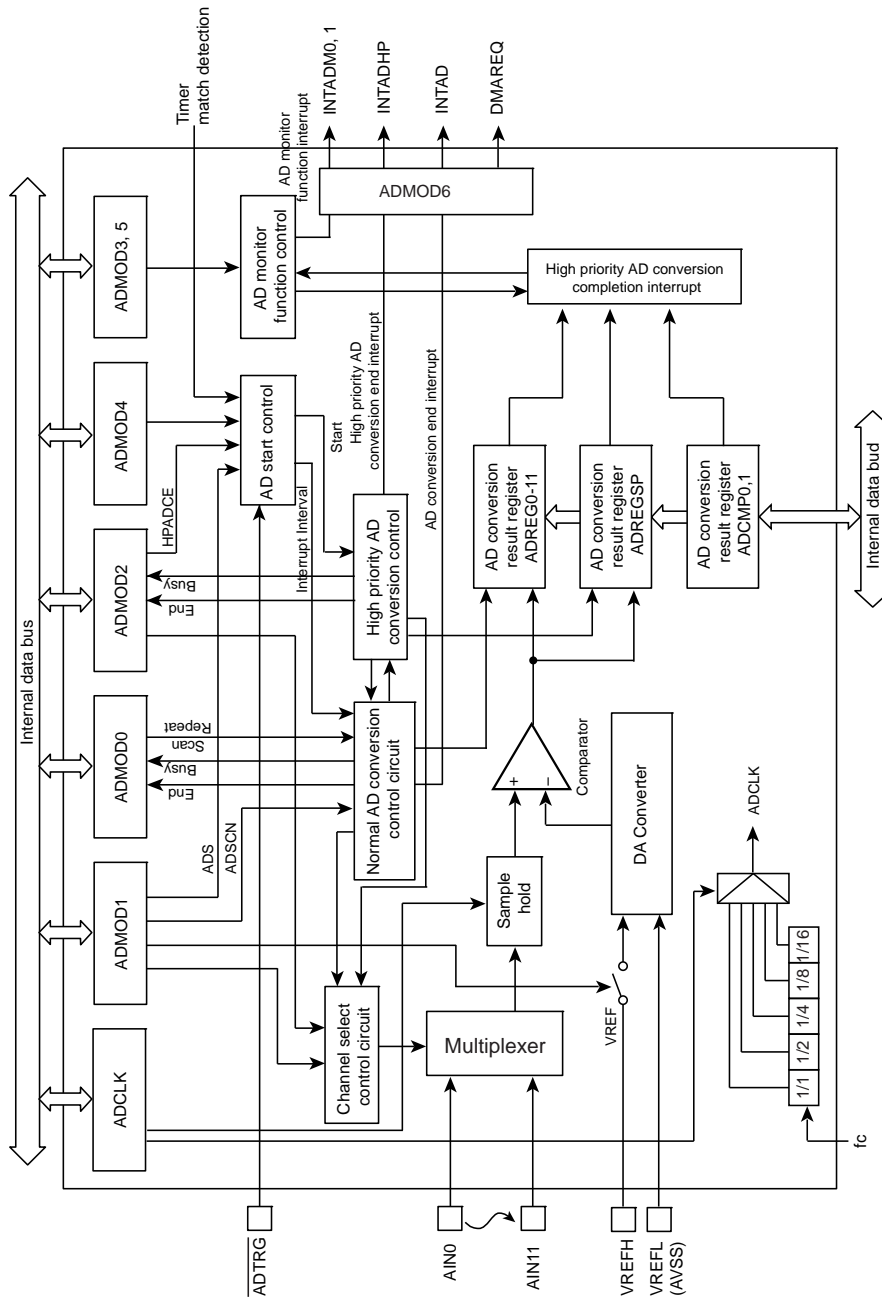 Internal data bus
ADCLK
ADMOD1
ADMOD0
ADMOD2
ADMOD4
ADMOD3, 5
Timer
match detection
ADS
ADSCN
End
Busy
Scan
Repeat
End
Busy
HPADCE
ADTRG
AD start control
AD monitor
function control
AD monitor
function interrupt
Interrupt Interval
Start
High priority AD
conversion end interrupt
AD conversion end interrupt
ADMOD6
INTADM0, 1
INTADHP
INTAD
DMAREQ
Channel select
control circuit
Normal AD conversion
control circuit
High priority AD
conversion control
AIN0
AIN11
Multiplexer
Sample
hold
+
−
Comparator
AD conversion
result register
ADREG0-11
AD conversion
result register
ADREGSP
AD conversion
result register
ADCMP0,1
High priority AD conversion
completion interrupt
VREFH
VREFL
(AVSS)
VREF
DA Converter
fc
1/1
1/2
1/4
1/8
1/16
ADCLK
Internal data bud